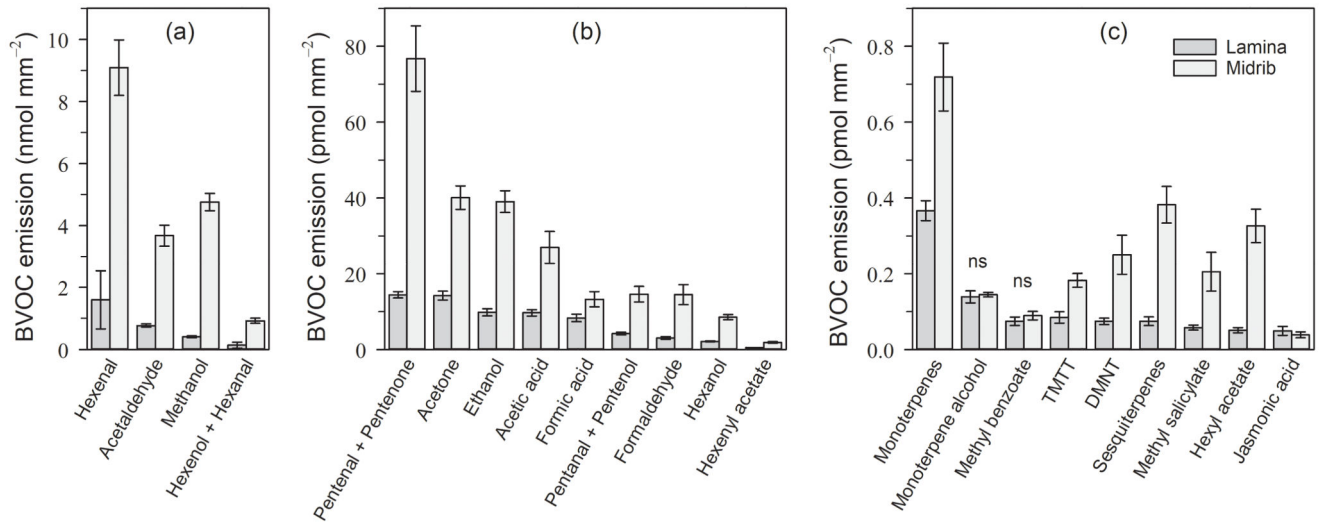 (a)
BVOC emission (nmol mm⁻²)
10
8
6
4
2
0
Hexenal
Acetaldehyde
Methanol
Hexenol + Hexanal
(b)
BVOC emission (pmol mm⁻²)
80
60
40
20
0
Pentenal + Pentenone
Acetone
Ethanol
Acetic acid
Formic acid
Pentanal + Pentenol
Formaldehyde
Hexanol
Hexenyl acetate
(c)
Lamina
Midrib
BVOC emission (pmol mm⁻²)
0.8
0.6
0.4
0.2
0.0
ns
ns
Monoterpenes
Monoterpene alcohol
Methyl benzoate
TMTT
DMNT
Sesquiterpenes
Methyl salicylate
Hexyl acetate
Jasmonic acid